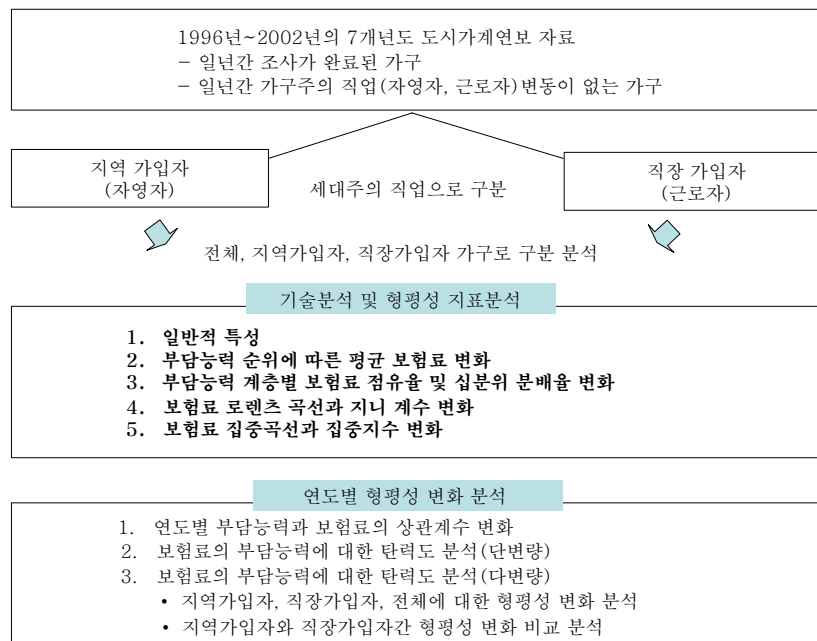 1996년~2002년의 7개년도 도시가계연보 자료
- 일년간 조사가 완료된 가구
- 일년간 가구주의 직업(자영자, 근로자)변동이 없는 가구
지역 가입자
(자영자)
세대주의 직업으로 구분
직장 가입자
(근로자)
전체, 지역가입자, 직장가입자 가구로 구분 분석
기술분석 및 형평성 지표분석
1. 일반적 특성
2. 부담능력 순위에 따른 평균 보험료 변화
3. 부담능력 계층별 보험료 점유율 및 십분위 분배율 변화
4. 보험료 로렌츠 곡선과 지니 계수 변화
5. 보험료 집중곡선과 집중지수 변화
연도별 형평성 변화 분석
1. 연도별 부담능력과 보험료의 상관계수 변화
2. 보험료의 부담능력에 대한 탄력도 분석(단변량)
3. 보험료의 부담능력에 대한 탄력도 분석(다변량)
• 지역가입자, 직장가입자, 전체에 대한 형평성 변화 분석
• 지역가입자와 직장가입자간 형평성 변화 비교 분석